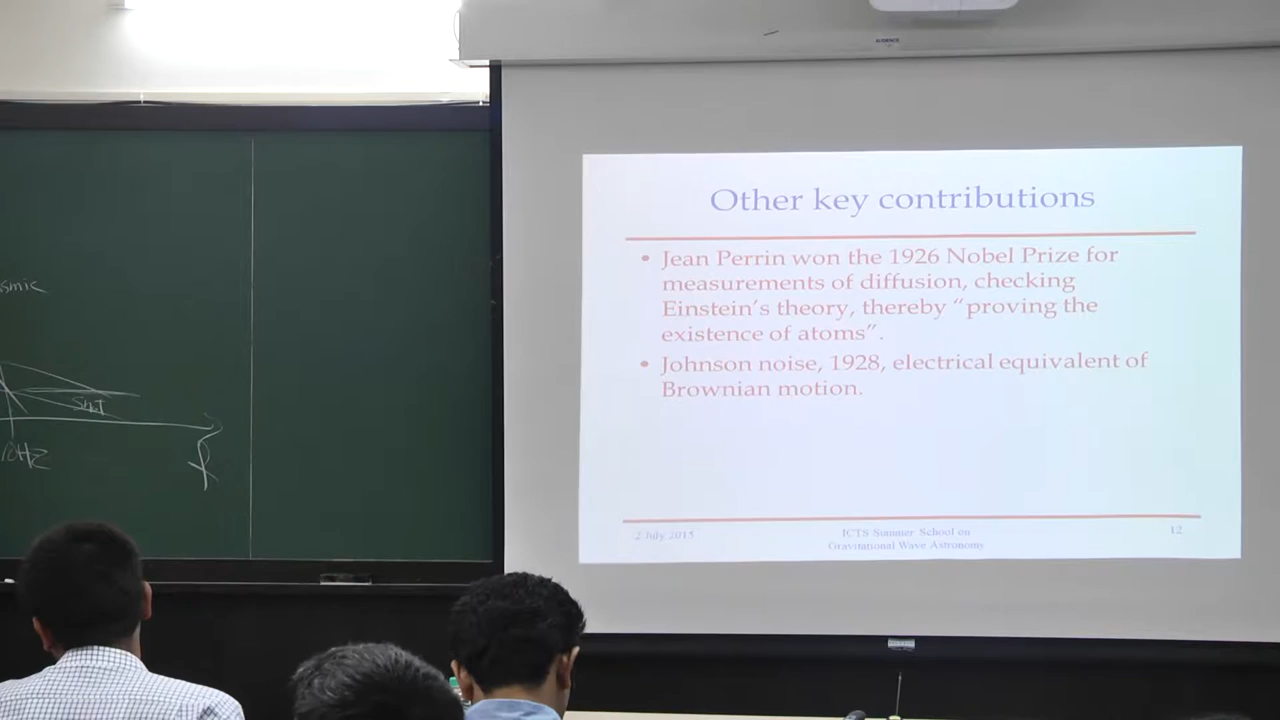 AUDIENCE
Other key contributions
• Jean Perrin won the 1926 Nobel Prize for
measurements of diffusion, checking
Einstein's theory, thereby “proving the
existence of atoms”.
• Johnson noise, 1928, electrical equivalent of
Brownian motion.
2 July 2015
ICTS Summer School on
Gravitational Wave Astronomy
12
smic
Shot
0Hz
f